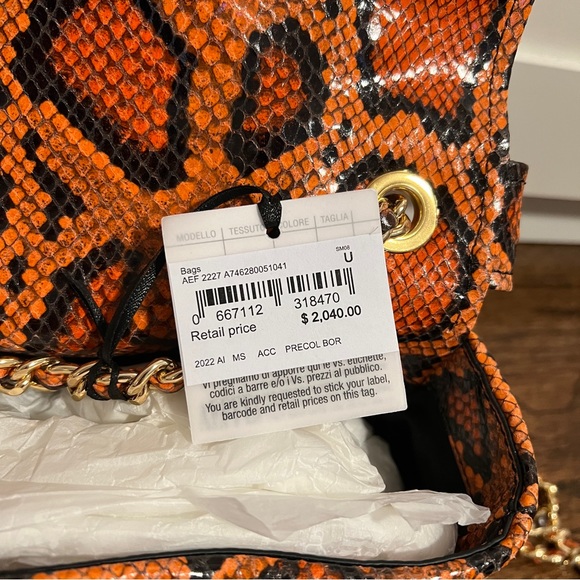 MODELLO | TESSUTO COLORE | TAGLIA
SM08
Bags U
AEF 2227 A746280051041
0 667112 318470
Retail price $ 2,040.00
2022 AI MS ACC PRECOL BOR
Vi preghiamo di apporre qui le Vs. etichette,
codici a barre e/o i Vs. prezzi al pubblico.
You are kindly requested to stick your label,
barcode and retail prices on this tag.